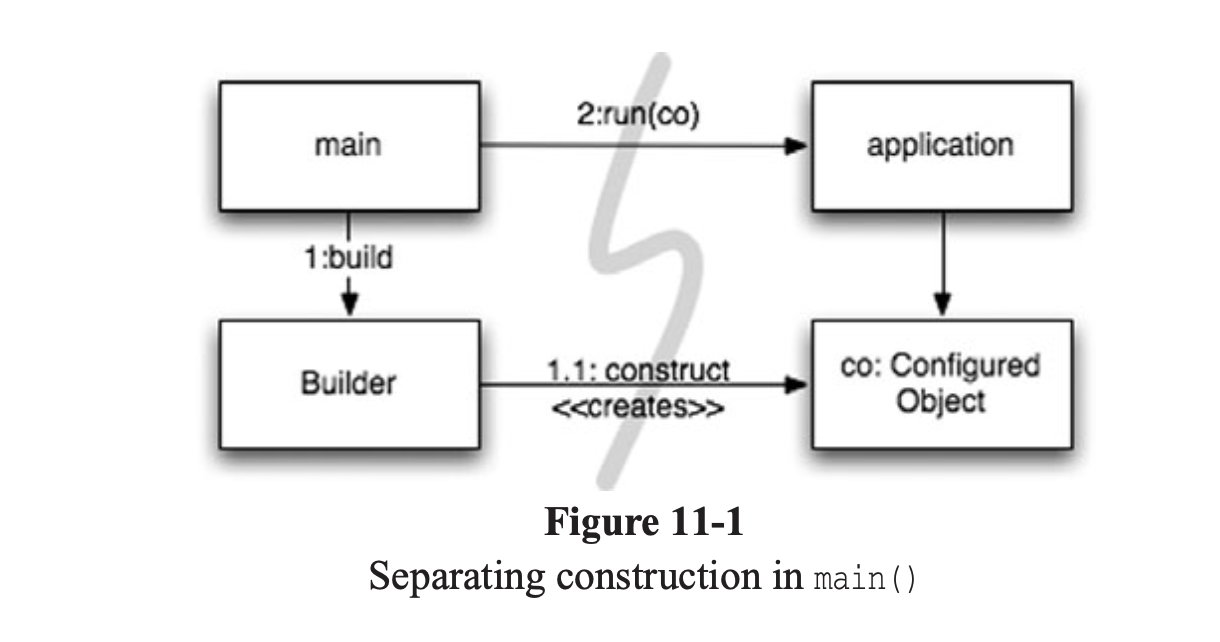 main
2:run(co)
application
1:build
Builder
1.1: construct
<<creates>>
co: Configured
Object
Figure 11-1
Separating construction in main()